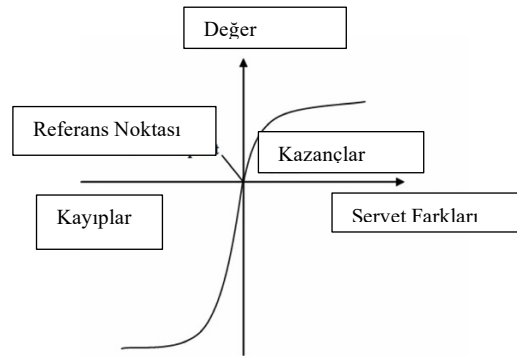 Değer
Referans Noktası
Kazançlar
Kayıplar
Servet Farkları